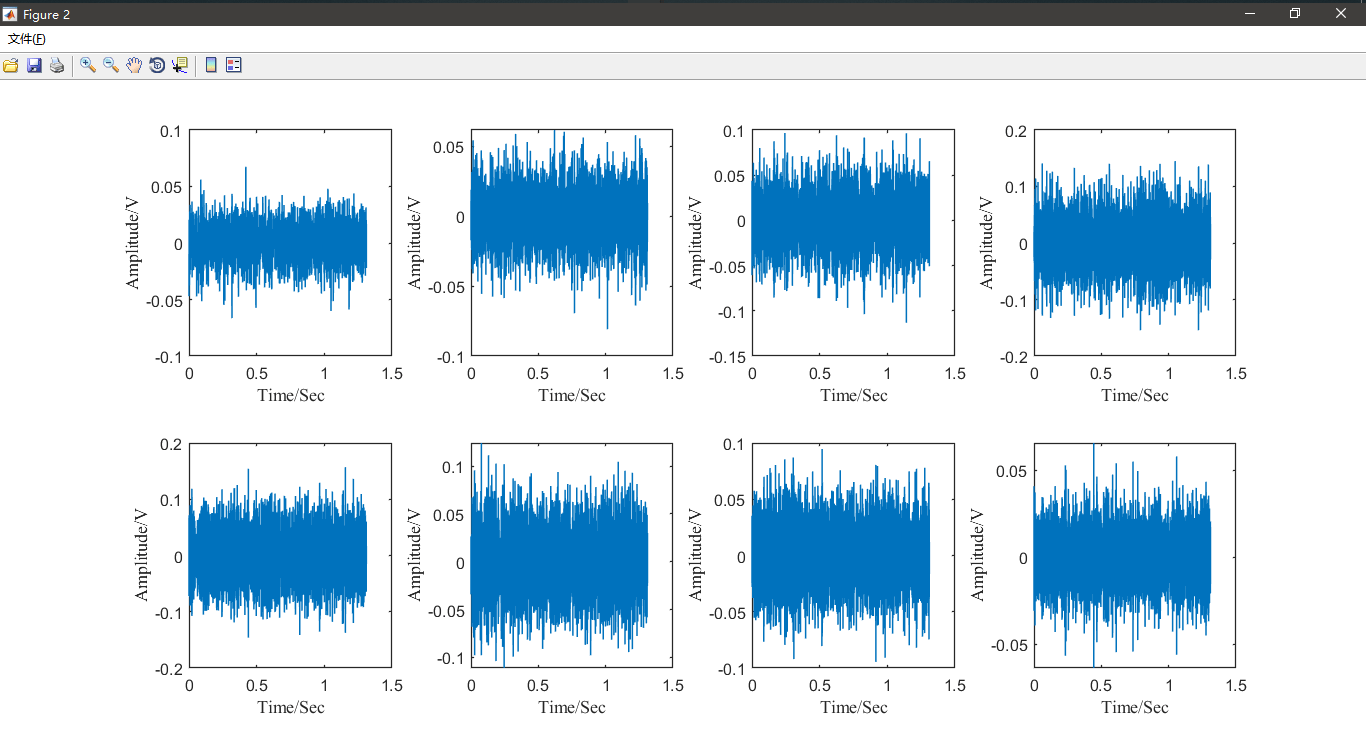 Figure 2
文件(F)
0.1 0.05 0.1 0.2
0.05 0 0.05 0.1
0 -0.05 0 0
-0.05 -0.1 -0.05 -0.1
-0.1 -0.1 -0.2
-0.15
Amplitude/V Amplitude/V Amplitude/V Amplitude/V
0 0.5 1 1.5 0 0.5 1 1.5 0 0.5 1 1.5 0 0.5 1 1.5
Time/Sec Time/Sec Time/Sec Time/Sec
0.2 0.1 0.1 0.05
0.1 0.05 0.05 0
0 0 0 -0.05
-0.1 -0.05 -0.05
-0.2 -0.1 -0.1
Amplitude/V Amplitude/V Amplitude/V Amplitude/V
0 0.5 1 1.5 0 0.5 1 1.5 0 0.5 1 1.5 0 0.5 1 1.5
Time/Sec Time/Sec Time/Sec Time/Sec